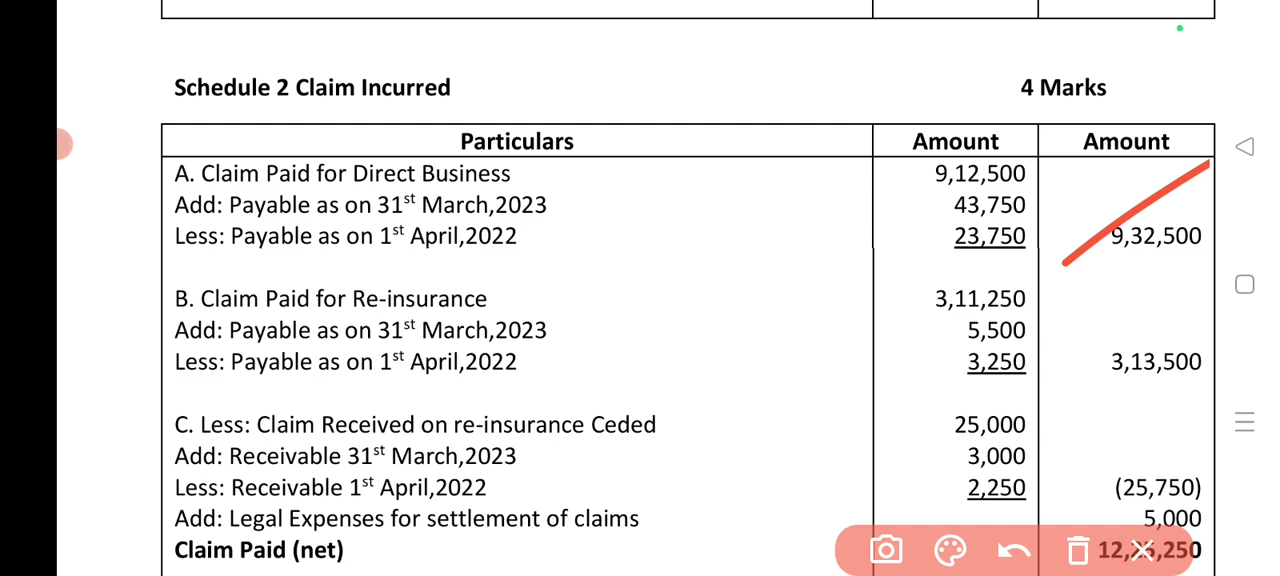 Schedule 2 Claim Incurred 4 Marks
Particulars Amount Amount
A. Claim Paid for Direct Business 9,12,500
Add: Payable as on 31st March,2023 43,750
Less: Payable as on 1st April,2022 23,750 9,32,500
B. Claim Paid for Re-insurance 3,11,250
Add: Payable as on 31st March,2023 5,500
Less: Payable as on 1st April,2022 3,250 3,13,500
C. Less: Claim Received on re-insurance Ceded 25,000
Add: Receivable 31st March,2023 3,000
Less: Receivable 1st April,2022 2,250 (25,750)
Add: Legal Expenses for settlement of claims 5,000
Claim Paid (net)